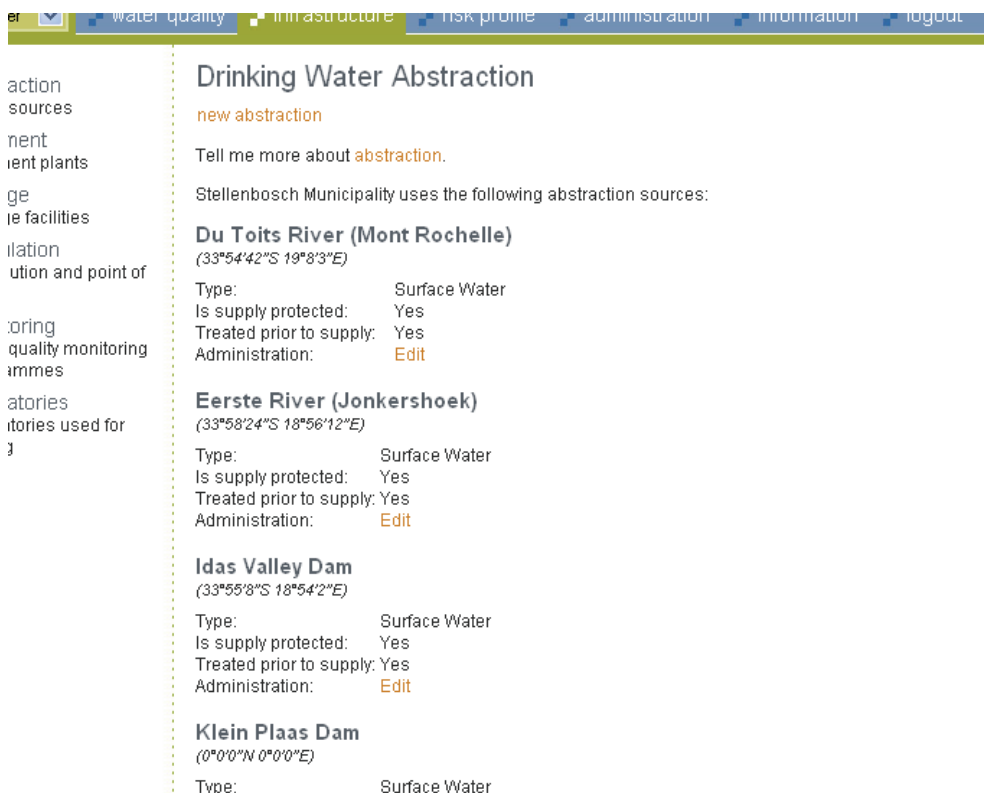 er water quality infrastructure risk profile administration information logout
action
sources
ment
ent plants
ge
e facilities
lation
ution and point of
oring
quality monitoring
ammes
atories
tories used for
g
Drinking Water Abstraction
new abstraction
Tell me more about abstraction.
Stellenbosch Municipality uses the following abstraction sources:
Du Toits River (Mont Rochelle)
(33°54'42"S 19°8'3"E)
Type: Surface Water
Is supply protected: Yes
Treated prior to supply: Yes
Administration: Edit
Eerste River (Jonkershoek)
(33°58'24"S 18°56'12"E)
Type: Surface Water
Is supply protected: Yes
Treated prior to supply: Yes
Administration: Edit
Idas Valley Dam
(33°55'8"S 18°54'2"E)
Type: Surface Water
Is supply protected: Yes
Treated prior to supply: Yes
Administration: Edit
Klein Plaas Dam
(0°0'0"N 0°0'0"E)
Type: Surface Water